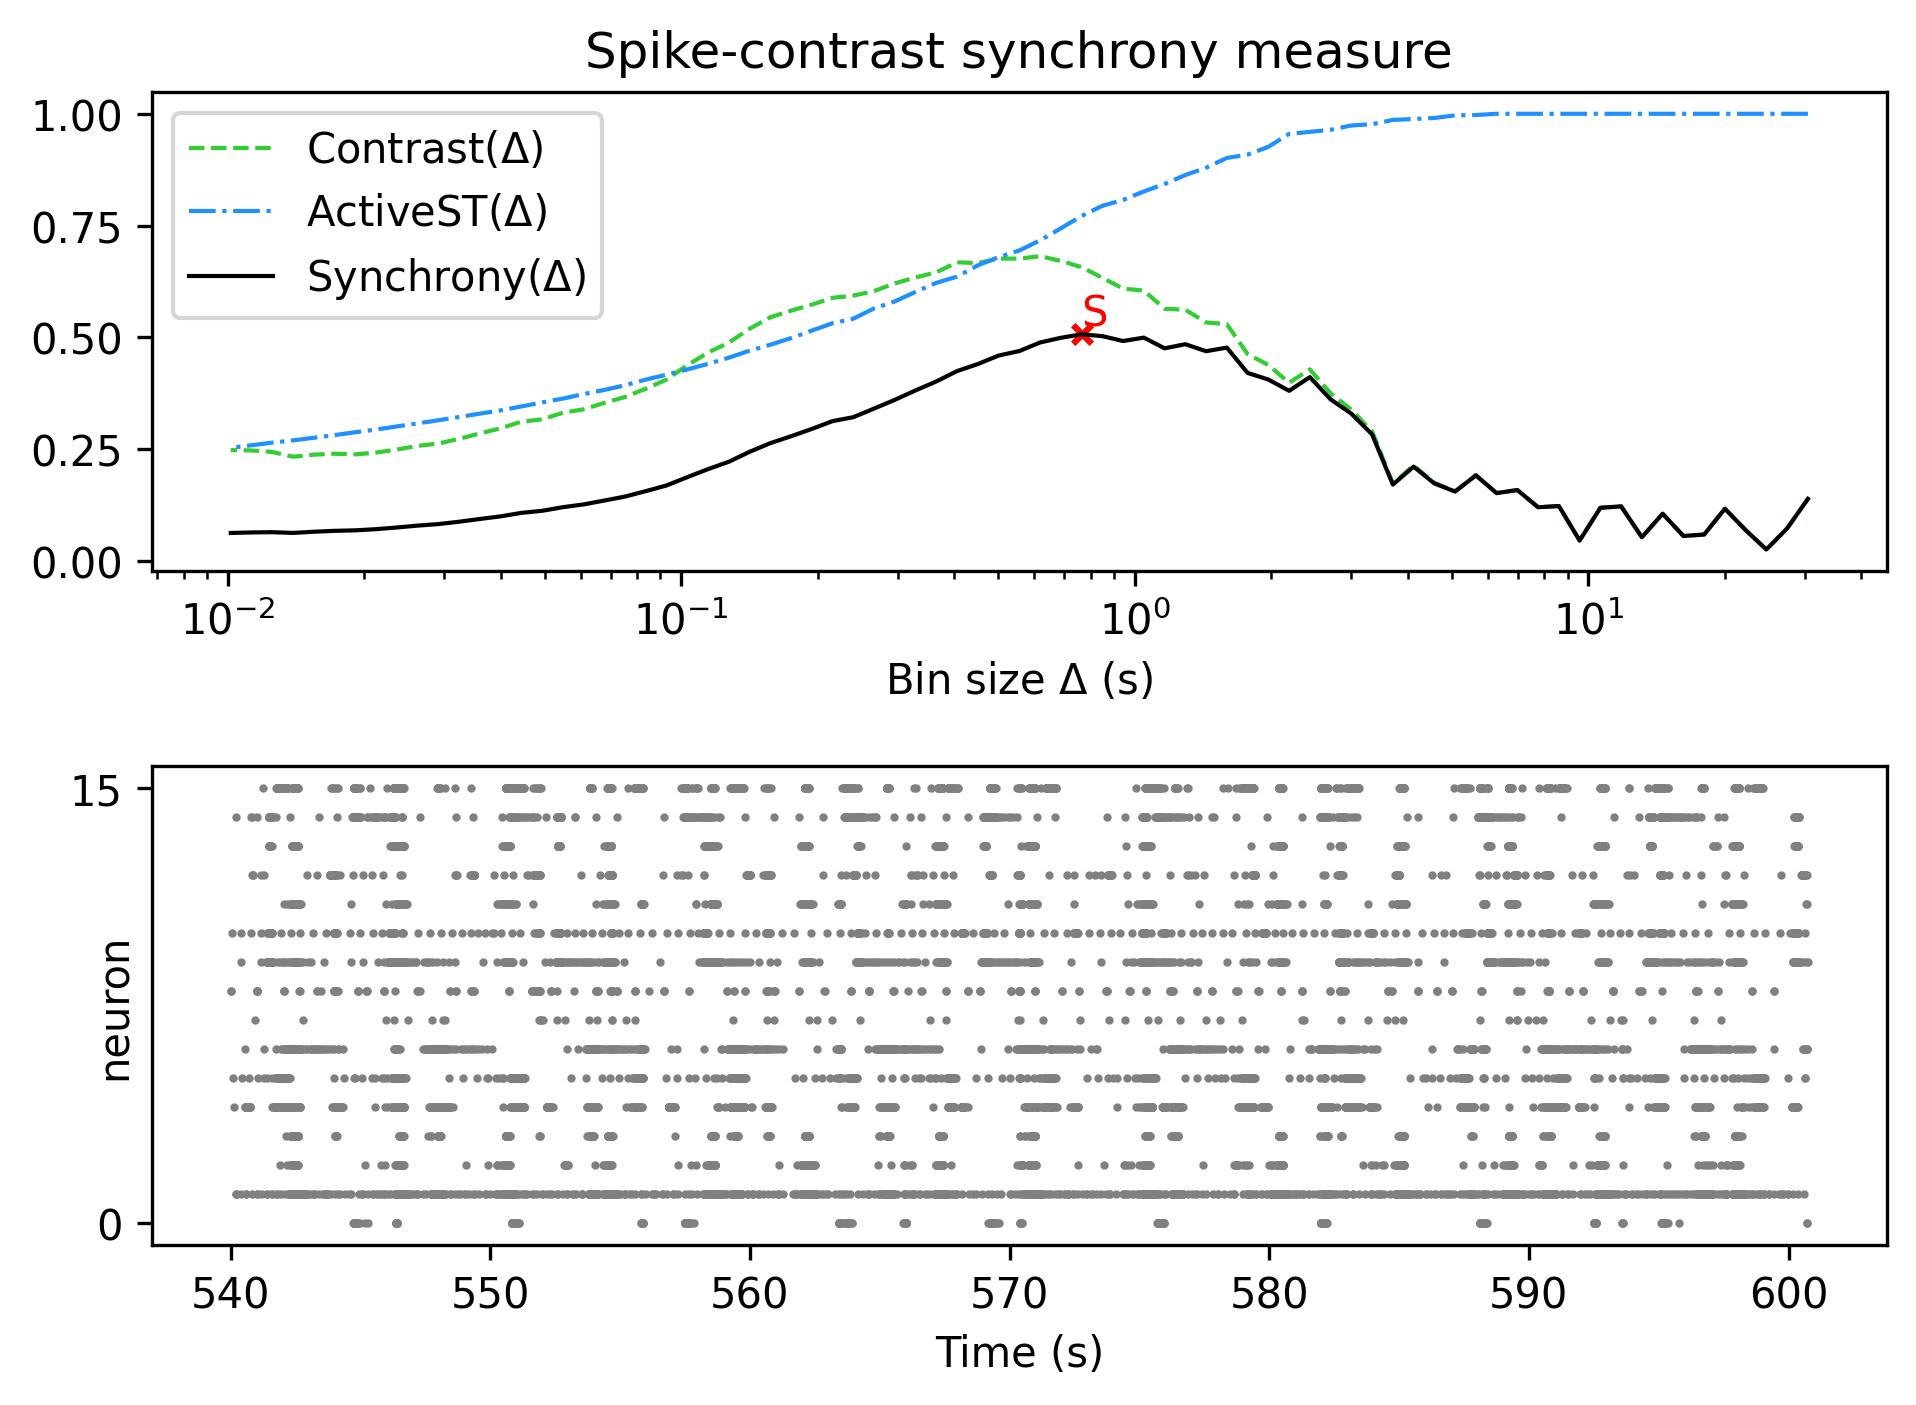 Spike-contrast synchrony measure
1.00
0.75
0.50
0.25
0.00
Contrast(Δ)
ActiveST(Δ)
Synchrony(Δ)
S
10⁻² 10⁻¹ 10⁰ 10¹
Bin size Δ (s)
15
0
neuron
540 550 560 570 580 590 600
Time (s)